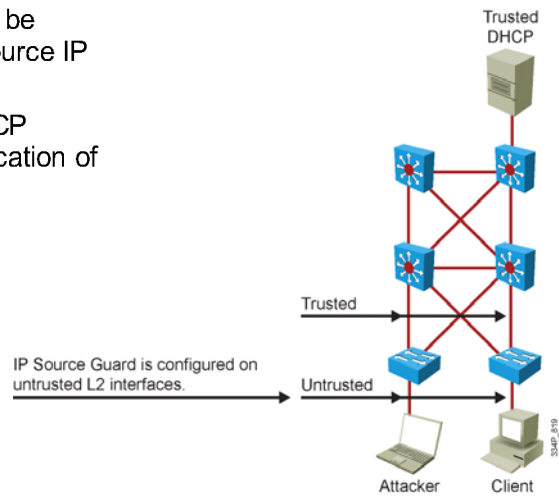 be
ource IP
CP
cation of
Trusted
DHCP
Trusted
IP Source Guard is configured on
untrusted L2 interfaces.
Untrusted
Attacker
Client
334P_819